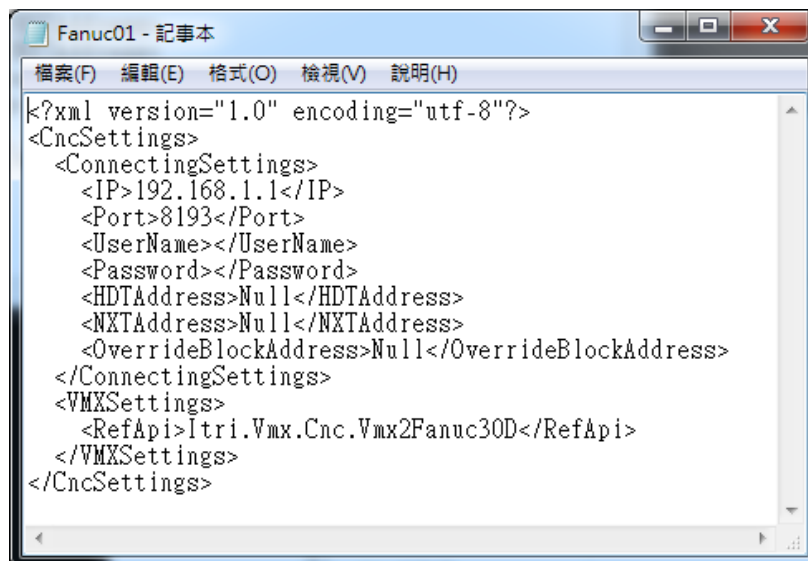 Fanuc01 - 記事本
檔案(F) 編輯(E) 格式(O) 檢視(V) 說明(H)
<?xml version="1.0" encoding="utf-8"?>
<CncSettings>
  <ConnectingSettings>
    <IP>192.168.1.1</IP>
    <Port>8193</Port>
    <UserName></UserName>
    <Password></Password>
    <HDTAddress>Null</HDTAddress>
    <NXTAddress>Null</NXTAddress>
    <OverrideBlockAddress>Null</OverrideBlockAddress>
  </ConnectingSettings>
  <VMXSettings>
    <RefApi>Itri.Vmx.Cnc.Vmx2Fanuc30D</RefApi>
  </VMXSettings>
</CncSettings>